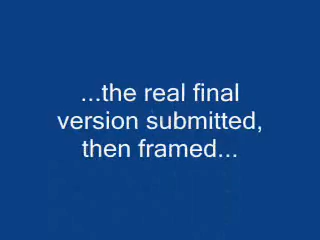 ...the real final
version submitted,
then framed...